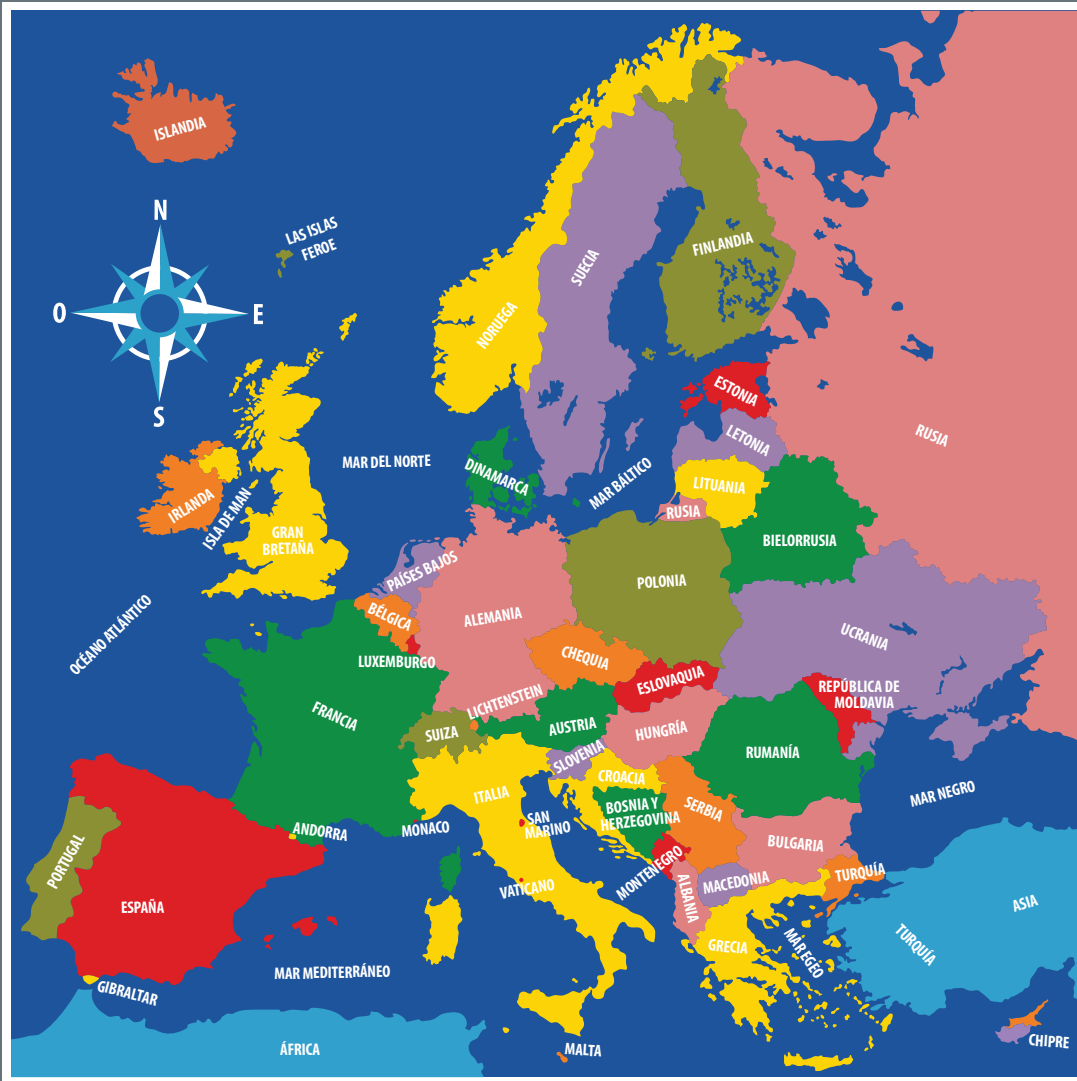 ISLANDIA
N
LAS ISLAS
FEROE
O
E
S
FINLANDIA
SUECIA
NORUEGA
ESTONIA
LETONIA
RUSIA
MAR DEL NORTE
DINAMARCA
MAR BÁLTICO
LITUANIA
RUSIA
IRLANDA
ISLA DE MAN
GRAN
BRETAÑA
BIELORRUSIA
PAÍSES BAJOS
POLONIA
OCÉANO ATLÁNTICO
BÉLGICA
ALEMANIA
UCRANIA
LUXEMBURGO
CHEQUIA
ESLOVAQUIA
REPÚBLICA DE
MOLDAVIA
LICHTENSTEIN
FRANCIA
SUIZA
AUSTRIA
HUNGRÍA
RUMANÍA
SLOVENIA
CROACIA
ITALIA
MAR NEGRO
BOSNIA Y
HERZEGOVINA
SERBIA
SAN
MARINO
ANDORRA
MÓNACO
BULGARIA
PORTUGAL
MONTENEGRO
VATICANO
ALBANIA
MACEDONIA
TURQUÍA
ESPAÑA
ASIA
GRECIA
MAR EGEO
TURQUÍA
MAR MEDITERRÁNEO
GIBRALTAR
ÁFRICA
MALTA
CHIPRE